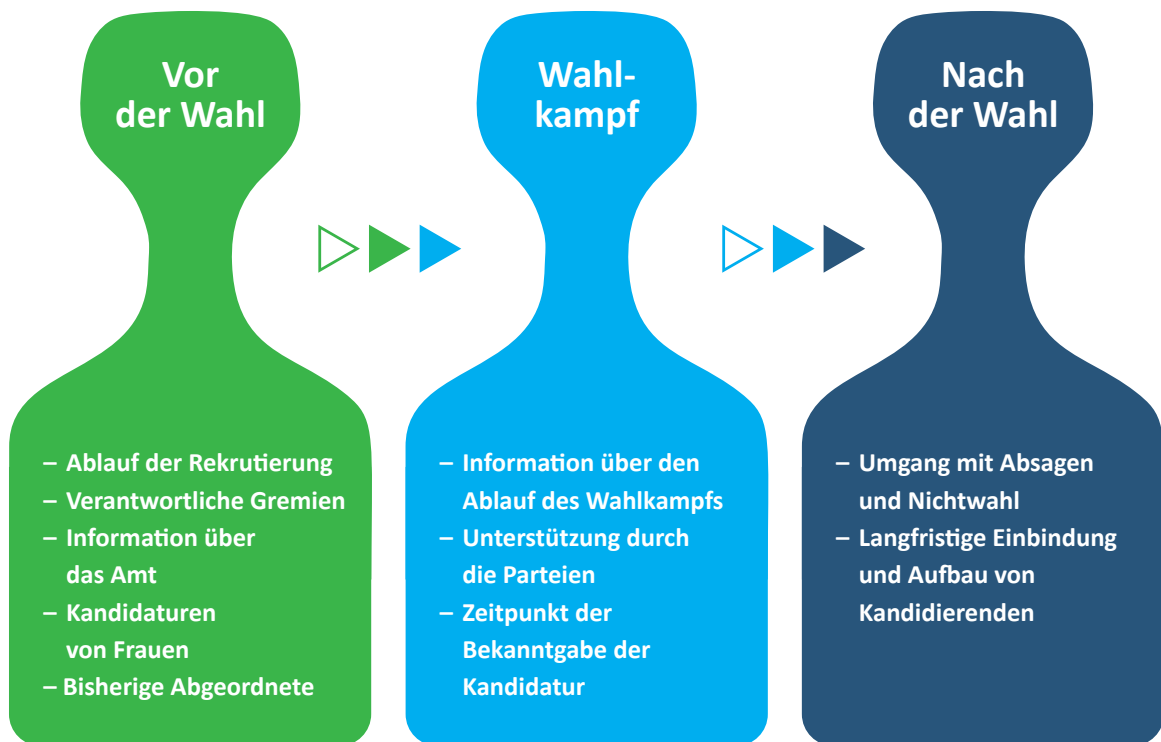 Vor
der Wahl
– Ablauf der Rekrutierung
– Verantwortliche Gremien
– Information über
das Amt
– Kandidaturen
von Frauen
– Bisherige Abgeordnete
Wahl-
kampf
– Information über den
Ablauf des Wahlkampfs
– Unterstützung durch
die Parteien
– Zeitpunkt der
Bekanntgabe der
Kandidatur
Nach
der Wahl
– Umgang mit Absagen
und Nichtwahl
– Langfristige Einbindung
und Aufbau von
Kandidierenden